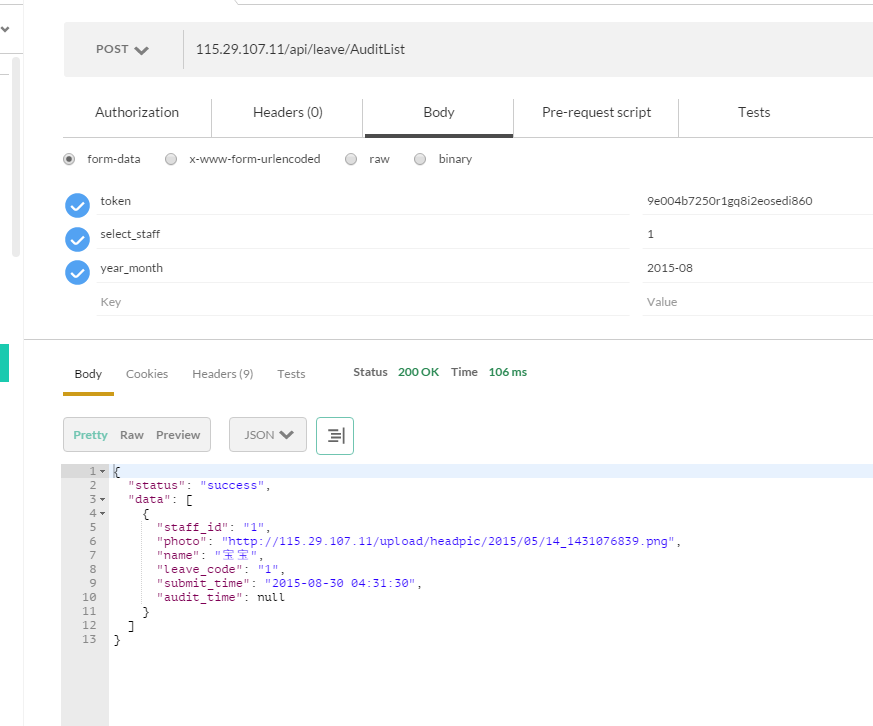 POST 115.29.107.11/api/leave/AuditList
Authorization Headers (0) Body Pre-request script Tests
form-data x-www-form-urlencoded raw binary
token 9e004b7250r1gq8i2eosedi860
select_staff 1
year_month 2015-08
Key Value
Body Cookies Headers (9) Tests Status 200 OK Time 106 ms
Pretty Raw Preview JSON
1 {
2 "status": "success",
3 "data": [
4 {
5 "staff_id": "1",
6 "photo": "http://115.29.107.11/upload/headpic/2015/05/14_1431076839.png",
7 "name": "宝宝",
8 "leave_code": "1",
9 "submit_time": "2015-08-30 04:31:30",
10 "audit_time": null
11 }
12 ]
13 }